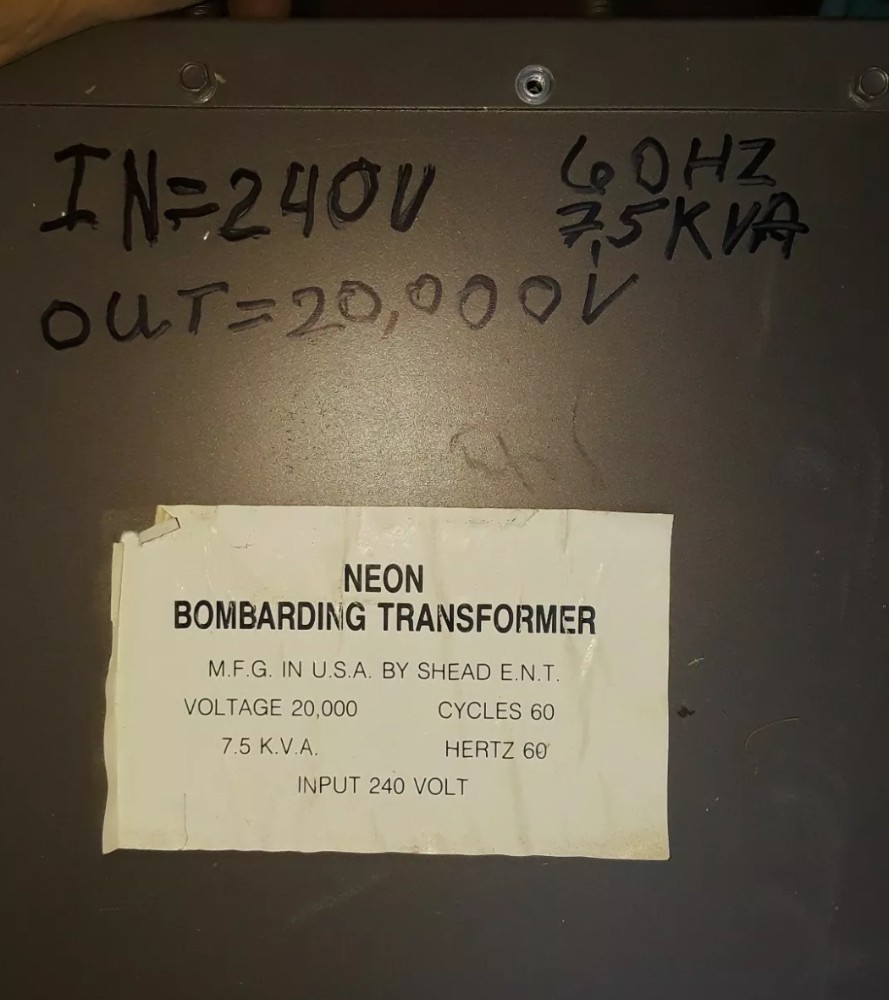 IN=240V
60HZ
7.5KVA
OUT=20,000V
NEON
BOMBARDING TRANSFORMER
M.F.G. IN U.S.A. BY SHEAD E.N.T.
VOLTAGE 20,000 CYCLES 60
7.5 K.V.A. HERTZ 60
INPUT 240 VOLT